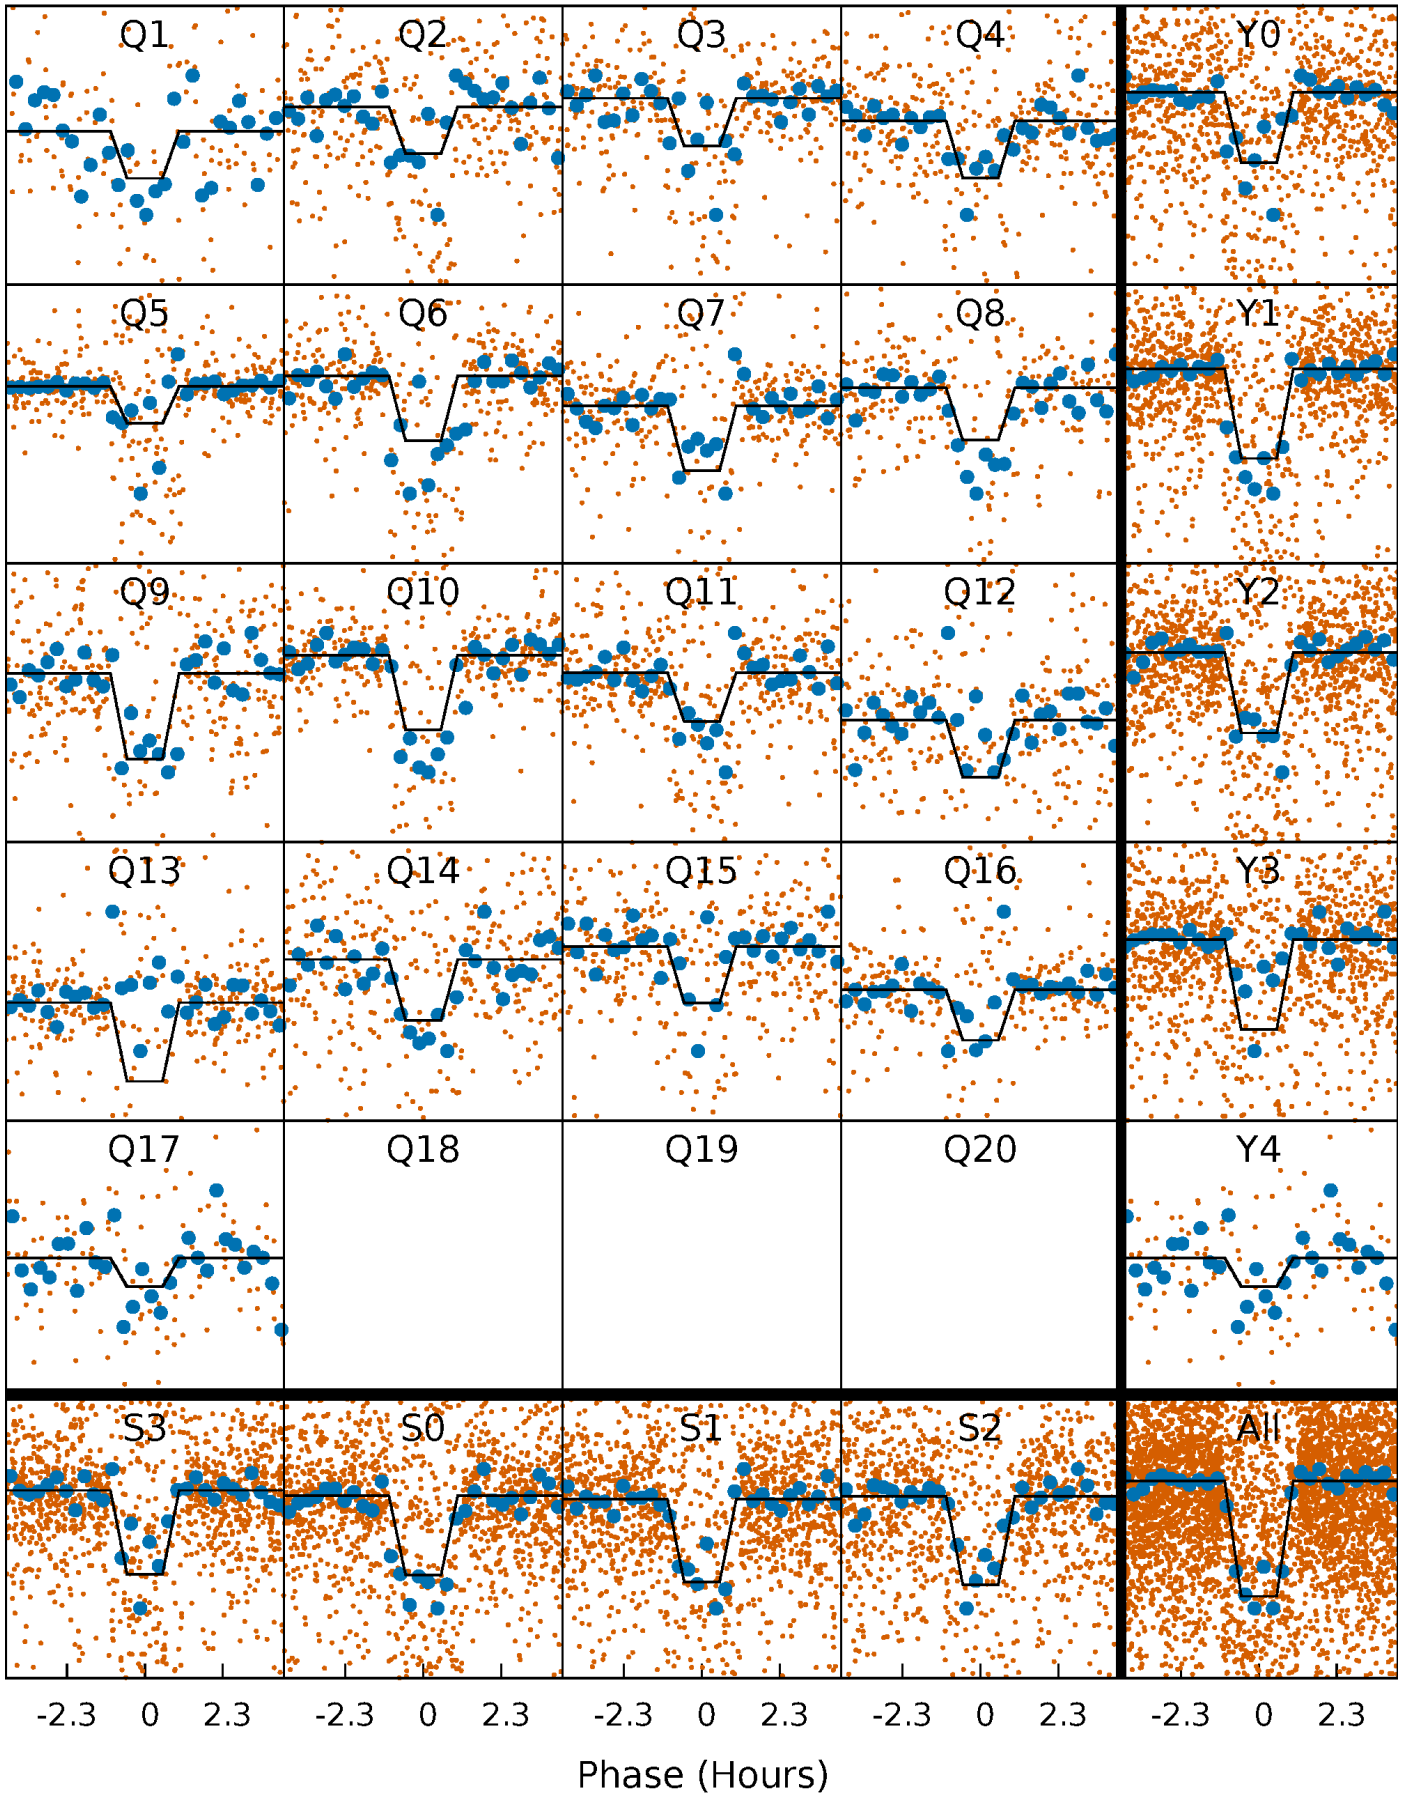 Q1 Q2 Q3 Q4 Y0
Q5 Q6 Q7 Q8 Y1
Q9 Q10 Q11 Q12 Y2
Q13 Q14 Q15 Q16 Y3
Q17 Q18 Q19 Q20 Y4
S3 S0 S1 S2 All
-2.3 0 2.3 -2.3 0 2.3 -2.3 0 2.3 -2.3 0 2.3 -2.3 0 2.3
Phase (Hours)